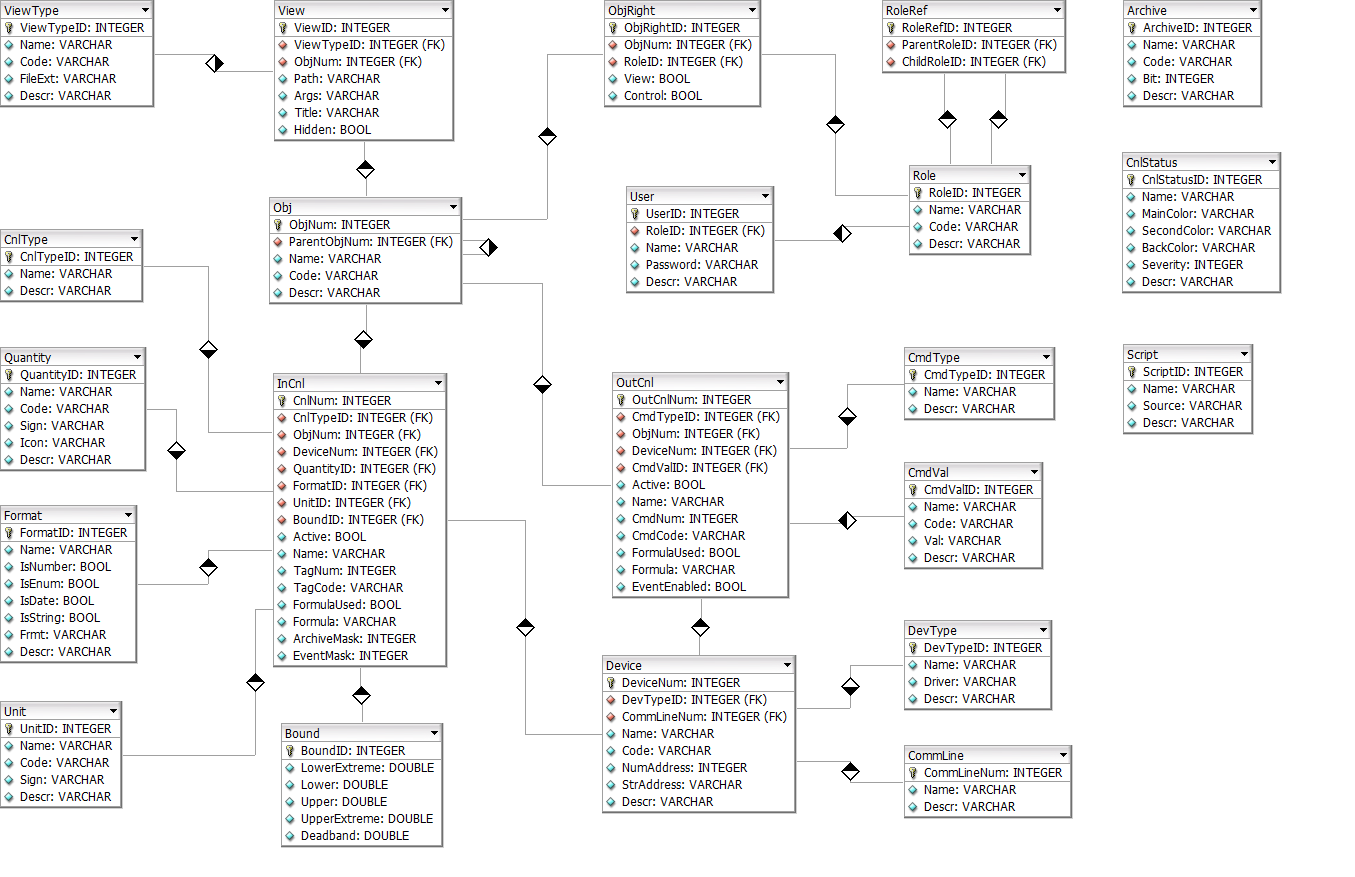 ViewType
ViewTypeID: INTEGER
Name: VARCHAR
Code: VARCHAR
FileExt: VARCHAR
Descr: VARCHAR
View
ViewID: INTEGER
ViewTypeID: INTEGER (FK)
ObjNum: INTEGER (FK)
Path: VARCHAR
Args: VARCHAR
Title: VARCHAR
Hidden: BOOL
ObjRight
ObjRightID: INTEGER
ObjNum: INTEGER (FK)
RoleID: INTEGER (FK)
View: BOOL
Control: BOOL
RoleRef
RoleRefID: INTEGER
ParentRoleID: INTEGER (FK)
ChildRoleID: INTEGER (FK)
Archive
ArchiveID: INTEGER
Name: VARCHAR
Code: VARCHAR
Bit: INTEGER
Descr: VARCHAR
Obj
ObjNum: INTEGER
ParentObjNum: INTEGER (FK)
Name: VARCHAR
Code: VARCHAR
Descr: VARCHAR
User
UserID: INTEGER
RoleID: INTEGER (FK)
Name: VARCHAR
Password: VARCHAR
Descr: VARCHAR
Role
RoleID: INTEGER
Name: VARCHAR
Code: VARCHAR
Descr: VARCHAR
CnlStatus
CnlStatusID: INTEGER
Name: VARCHAR
MainColor: VARCHAR
SecondColor: VARCHAR
BackColor: VARCHAR
Severity: INTEGER
Descr: VARCHAR
CnlType
CnlTypeID: INTEGER
Name: VARCHAR
Descr: VARCHAR
Quantity
QuantityID: INTEGER
Name: VARCHAR
Code: VARCHAR
Sign: VARCHAR
Icon: VARCHAR
Descr: VARCHAR
InCnl
CnlNum: INTEGER
CnlTypeID: INTEGER (FK)
ObjNum: INTEGER (FK)
DeviceNum: INTEGER (FK)
QuantityID: INTEGER (FK)
FormatID: INTEGER (FK)
UnitID: INTEGER (FK)
BoundID: INTEGER (FK)
Active: BOOL
Name: VARCHAR
TagNum: INTEGER
TagCode: VARCHAR
FormulaUsed: BOOL
Formula: VARCHAR
ArchiveMask: INTEGER
EventMask: INTEGER
OutCnl
OutCnlNum: INTEGER
CmdTypeID: INTEGER (FK)
ObjNum: INTEGER (FK)
DeviceNum: INTEGER (FK)
CmdValID: INTEGER (FK)
Active: BOOL
Name: VARCHAR
CmdNum: INTEGER
CmdCode: VARCHAR
FormulaUsed: BOOL
Formula: VARCHAR
EventEnabled: BOOL
CmdType
CmdTypeID: INTEGER
Name: VARCHAR
Descr: VARCHAR
Script
ScriptID: INTEGER
Name: VARCHAR
Source: VARCHAR
Descr: VARCHAR
CmdVal
CmdValID: INTEGER
Name: VARCHAR
Code: VARCHAR
Val: VARCHAR
Descr: VARCHAR
Format
FormatID: INTEGER
Name: VARCHAR
IsNumber: BOOL
IsEnum: BOOL
IsDate: BOOL
IsString: BOOL
Frmt: VARCHAR
Descr: VARCHAR
Unit
UnitID: INTEGER
Name: VARCHAR
Code: VARCHAR
Sign: VARCHAR
Descr: VARCHAR
Bound
BoundID: INTEGER
LowerExtreme: DOUBLE
Lower: DOUBLE
Upper: DOUBLE
UpperExtreme: DOUBLE
Deadband: DOUBLE
Device
DeviceNum: INTEGER
DevTypeID: INTEGER (FK)
CommLineNum: INTEGER (FK)
Name: VARCHAR
Code: VARCHAR
NumAddress: INTEGER
StrAddress: VARCHAR
Descr: VARCHAR
DevType
DevTypeID: INTEGER
Name: VARCHAR
Driver: VARCHAR
Descr: VARCHAR
CommLine
CommLineNum: INTEGER
Name: VARCHAR
Descr: VARCHAR